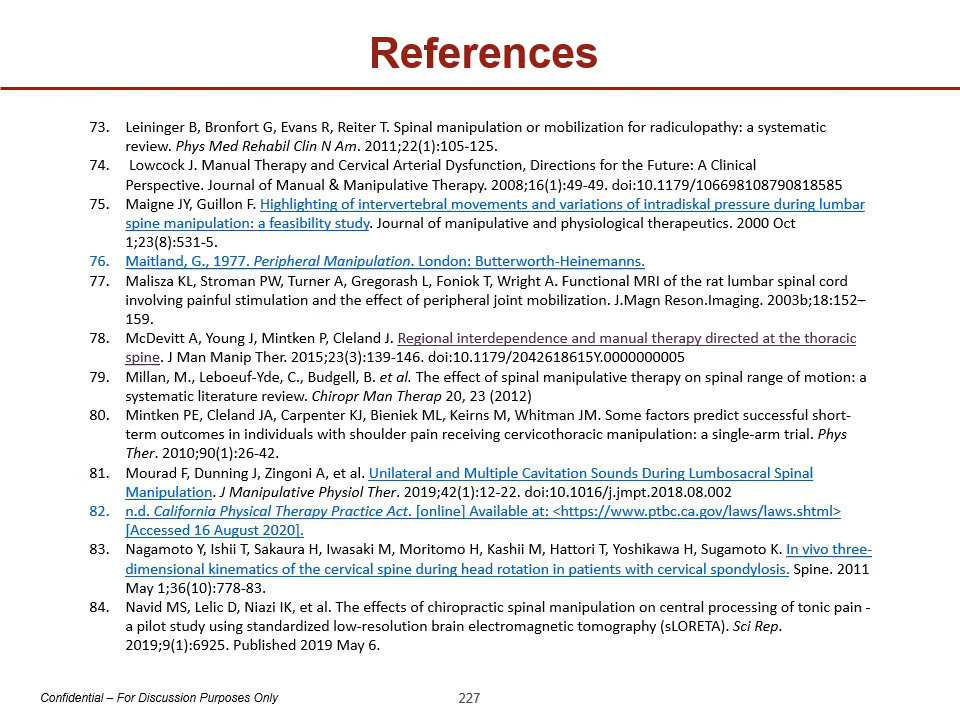 References
73. Leininger B, Bronfort G, Evans R, Reiter T. Spinal manipulation or mobilization for radiculopathy: a systematic
review. Phys Med Rehabil Clin N Am. 2011;22(1):105-125.
74. Lowcock J. Manual Therapy and Cervical Arterial Dysfunction, Directions for the Future: A Clinical
Perspective. Journal of Manual & Manipulative Therapy. 2008;16(1):49-49. doi:10.1179/106698108790818585
75. Maigne JY, Guillon F. Highlighting of intervertebral movements and variations of intradiskal pressure during lumbar
spine manipulation: a feasibility study. Journal of manipulative and physiological therapeutics. 2000 Oct
1;23(8):531-5.
76. Maitland, G., 1977. Peripheral Manipulation. London: Butterworth-Heinemanns.
77. Malisza KL, Stroman PW, Turner A, Gregorash L, Foniok T, Wright A. Functional MRI of the rat lumbar spinal cord
involving painful stimulation and the effect of peripheral joint mobilization. J.Magn Reson.Imaging. 2003b;18:152–
159.
78. McDevitt A, Young J, Mintken P, Cleland J. Regional interdependence and manual therapy directed at the thoracic
spine. J Man Manip Ther. 2015;23(3):139-146. doi:10.1179/2042618615Y.0000000005
79. Millan, M., Leboeuf-Yde, C., Budgell, B. et al. The effect of spinal manipulative therapy on spinal range of motion: a
systematic literature review. Chiropr Man Therap 20, 23 (2012)
80. Mintken PE, Cleland JA, Carpenter KJ, Bieniek ML, Keirns M, Whitman JM. Some factors predict successful short-
term outcomes in individuals with shoulder pain receiving cervicothoracic manipulation: a single-arm trial. Phys
Ther. 2010;90(1):26-42.
81. Mourad F, Dunning J, Zingoni A, et al. Unilateral and Multiple Cavitation Sounds During Lumbosacral Spinal
Manipulation. J Manipulative Physiol Ther. 2019;42(1):12-22. doi:10.1016/j.jmpt.2018.08.002
82. n.d. California Physical Therapy Practice Act. [online] Available at: <https://www.ptbc.ca.gov/laws/laws.shtml>
[Accessed 16 August 2020].
83. Nagamoto Y, Ishii T, Sakaura H, Iwasaki M, Moritomo H, Kashii M, Hattori T, Yoshikawa H, Sugamoto K. In vivo three-
dimensional kinematics of the cervical spine during head rotation in patients with cervical spondylosis. Spine. 2011
May 1;36(10):778-83.
84. Navid MS, Lelic D, Niazi IK, et al. The effects of chiropractic spinal manipulation on central processing of tonic pain -
a pilot study using standardized low-resolution brain electromagnetic tomography (sLORETA). Sci Rep.
2019;9(1):6925. Published 2019 May 6.
Confidential – For Discussion Purposes Only
227